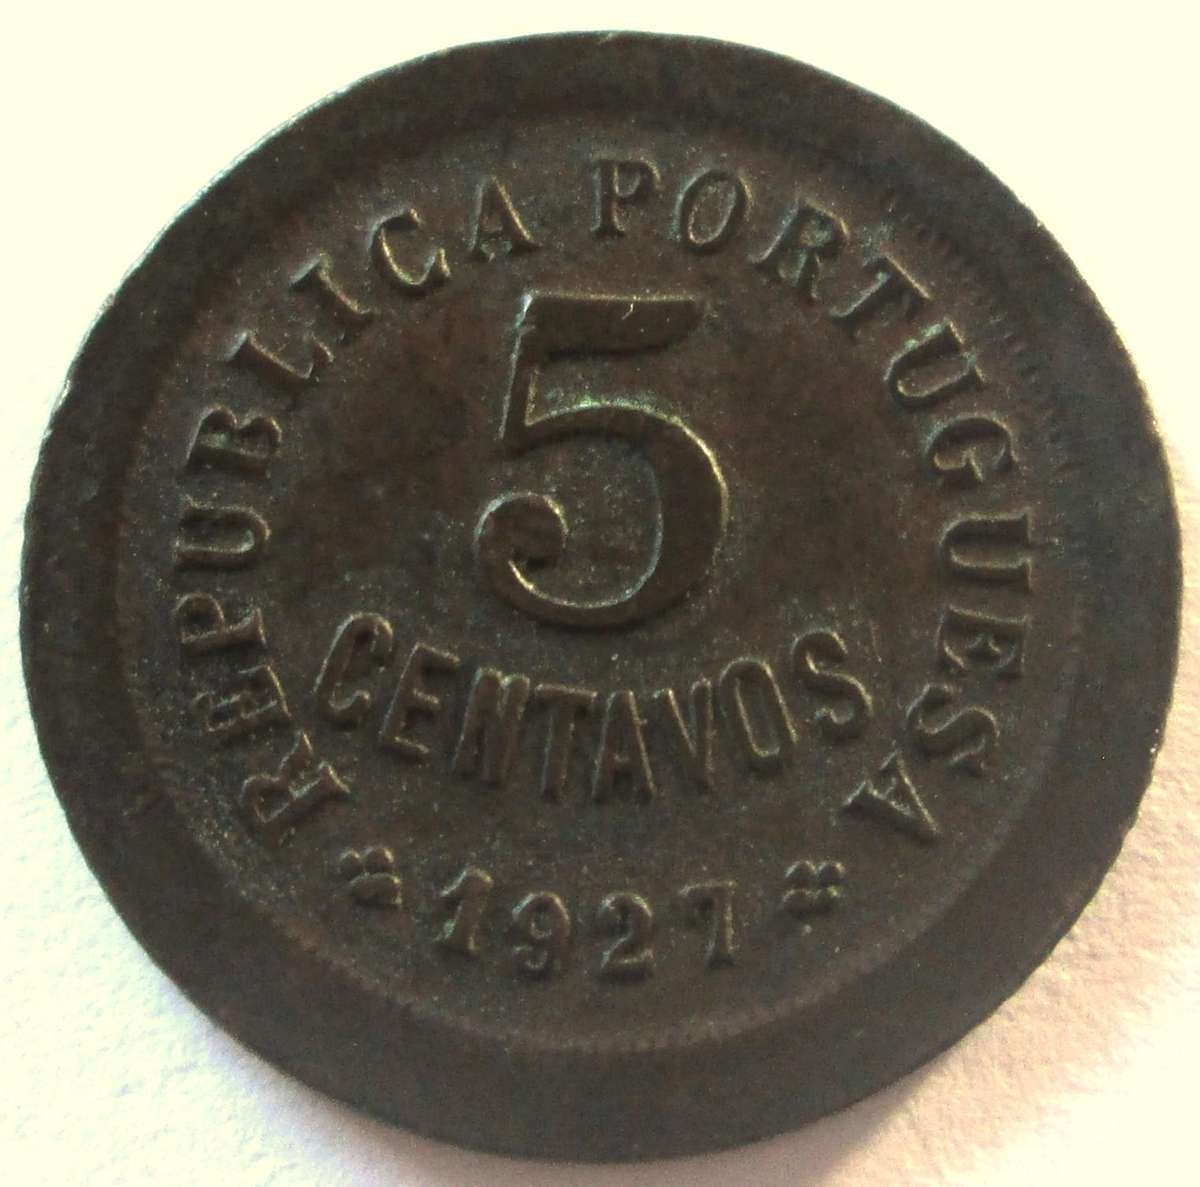 REPUBLICA PORTUGUESA
5
CENTAVOS
1927